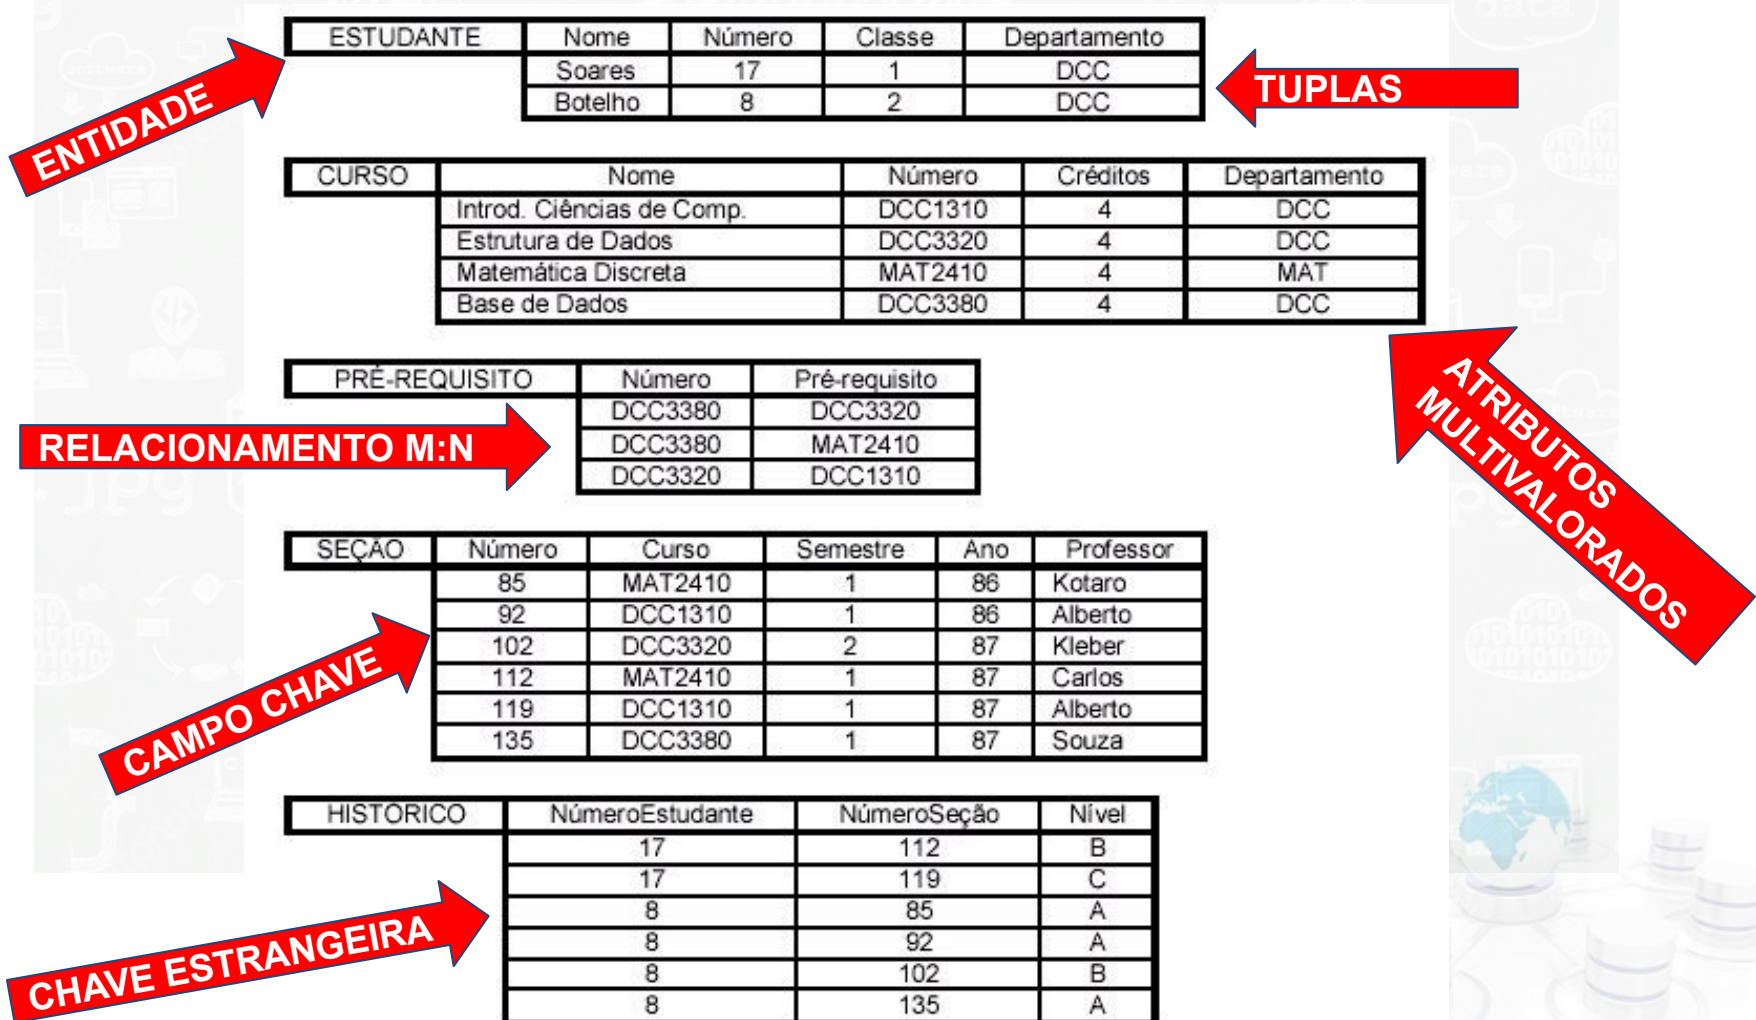 ESTUDANTE Nome Número Classe Departamento
Soares 17 1 DCC
Botelho 8 2 DCC
ENTIDADE
TUPLAS
CURSO Nome Número Créditos Departamento
Introd. Ciências de Comp. DCC1310 4 DCC
Estrutura de Dados DCC3320 4 DCC
Matemática Discreta MAT2410 4 MAT
Base de Dados DCC3380 4 DCC
ATRIBUTOS
MULTIVALORADOS
PRÉ-REQUISITO Número Pré-requisito
DCC3380 DCC3320
DCC3380 MAT2410
DCC3320 DCC1310
RELACIONAMENTO M:N
SEÇÃO Número Curso Semestre Ano Professor
85 MAT2410 1 86 Kotaro
92 DCC1310 1 86 Alberto
102 DCC3320 2 87 Kleber
112 MAT2410 1 87 Carlos
119 DCC1310 1 87 Alberto
135 DCC3380 1 87 Souza
CAMPO CHAVE
HISTÓRICO NúmeroEstudante NúmeroSeção Nível
17 112 B
17 119 C
8 85 A
8 92 A
8 102 B
8 135 A
CHAVE ESTRANGEIRA